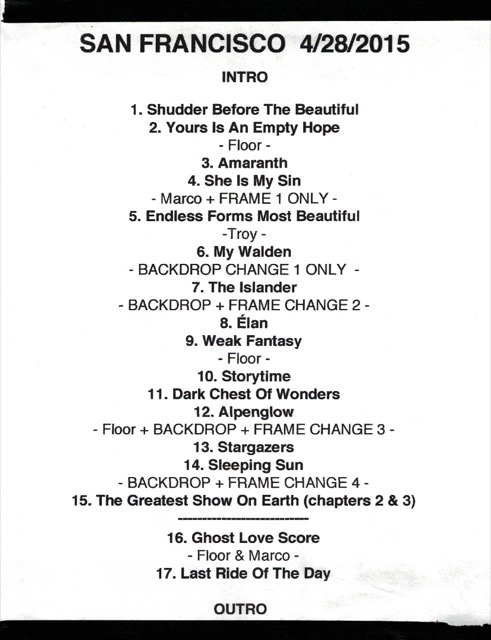 SAN FRANCISCO 4/28/2015
INTRO
1. Shudder Before The Beautiful
2. Yours Is An Empty Hope
- Floor -
3. Amaranth
4. She Is My Sin
- Marco + FRAME 1 ONLY -
5. Endless Forms Most Beautiful
-Troy -
6. My Walden
- BACKDROP CHANGE 1 ONLY -
7. The Islander
- BACKDROP + FRAME CHANGE 2 -
8. Élan
9. Weak Fantasy
- Floor -
10. Storytime
11. Dark Chest Of Wonders
12. Alpenglow
- Floor + BACKDROP + FRAME CHANGE 3 -
13. Stargazers
14. Sleeping Sun
- BACKDROP + FRAME CHANGE 4 -
15. The Greatest Show On Earth (chapters 2 & 3)
----------------------------
16. Ghost Love Score
- Floor & Marco -
17. Last Ride Of The Day
OUTRO